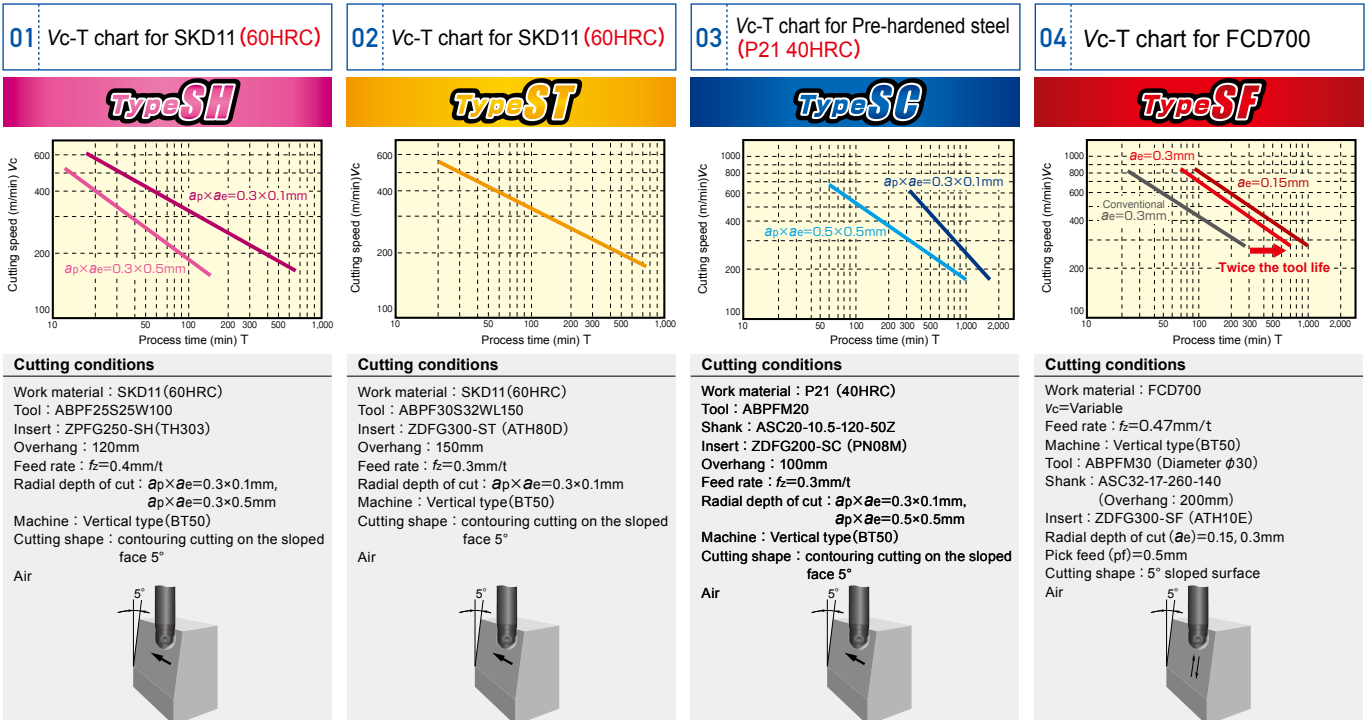 01 Vc-T chart for SKD11 (60HRC)
TypeSH
Cutting speed (m/min) Vc
600
400
200
100
ap×ae=0.3×0.1mm
ap×ae=0.3×0.5mm
10 50 100 200 300 500 1,000
Process time (min) T
Cutting conditions
Work material：SKD11(60HRC)
Tool：ABPF25S25W100
Insert：ZPFG250-SH(TH303)
Overhang：120mm
Feed rate：fz=0.4mm/t
Radial depth of cut：ap×ae=0.3×0.1mm,
ap×ae=0.3×0.5mm
Machine：Vertical type(BT50)
Cutting shape：contouring cutting on the sloped
face 5°
Air
5°
02 Vc-T chart for SKD11 (60HRC)
TypeST
Cutting speed (m/min)Vc
600
400
200
100
ap×ae=0.3×0.1mm
10 50 100 200 300 500 1,000
Process time (min) T
Cutting conditions
Work material：SKD11(60HRC)
Tool：ABPF30S32WL150
Insert：ZDFG300-ST (ATH80D)
Overhang：150mm
Feed rate：fz=0.3mm/t
Radial depth of cut：ap×ae=0.3×0.1mm
Machine：Vertical type(BT50)
Cutting shape：contouring cutting on the sloped
face 5°
Air
5°
03 Vc-T chart for Pre-hardened steel
(P21 40HRC)
TypeSC
Cutting speed (m/min)Vc
1000
800
600
400
200
100
ap×ae=0.3×0.1mm
ap×ae=0.5×0.5mm
10 50 100 200 300 500 1,000 2,000
Process time (min) T
Cutting conditions
Work material：P21 (40HRC)
Tool：ABPFM20
Shank：ASC20-10.5-120-50Z
Insert：ZDFG200-SC (PN08M)
Overhang：100mm
Feed rate：fz=0.3mm/t
Radial depth of cut：ap×ae=0.3×0.1mm,
ap×ae=0.5×0.5mm
Machine：Vertical type(BT50)
Cutting shape：contouring cutting on the sloped
face 5°
Air
5°
04 Vc-T chart for FCD700
TypeSF
Cutting speed (m/min)Vc
1000
800
600
400
200
100
ae=0.3mm
ae=0.15mm
Conventional
ae=0.3mm
Twice the tool life
10 50 100 200 300 500 1,000 2,000
Process time (min) T
Cutting conditions
Work material：FCD700
Vc=Variable
Feed rate：fz=0.47mm/t
Machine：Vertical type(BT50)
Tool：ABPFM30 (Diameter φ30)
Shank：ASC32-17-260-140
(Overhang：200mm)
Insert：ZDFG300-SF (ATH10E)
Radial depth of cut (ae)=0.15, 0.3mm
Pick feed (pf)=0.5mm
Cutting shape：5° sloped surface
Air
5°